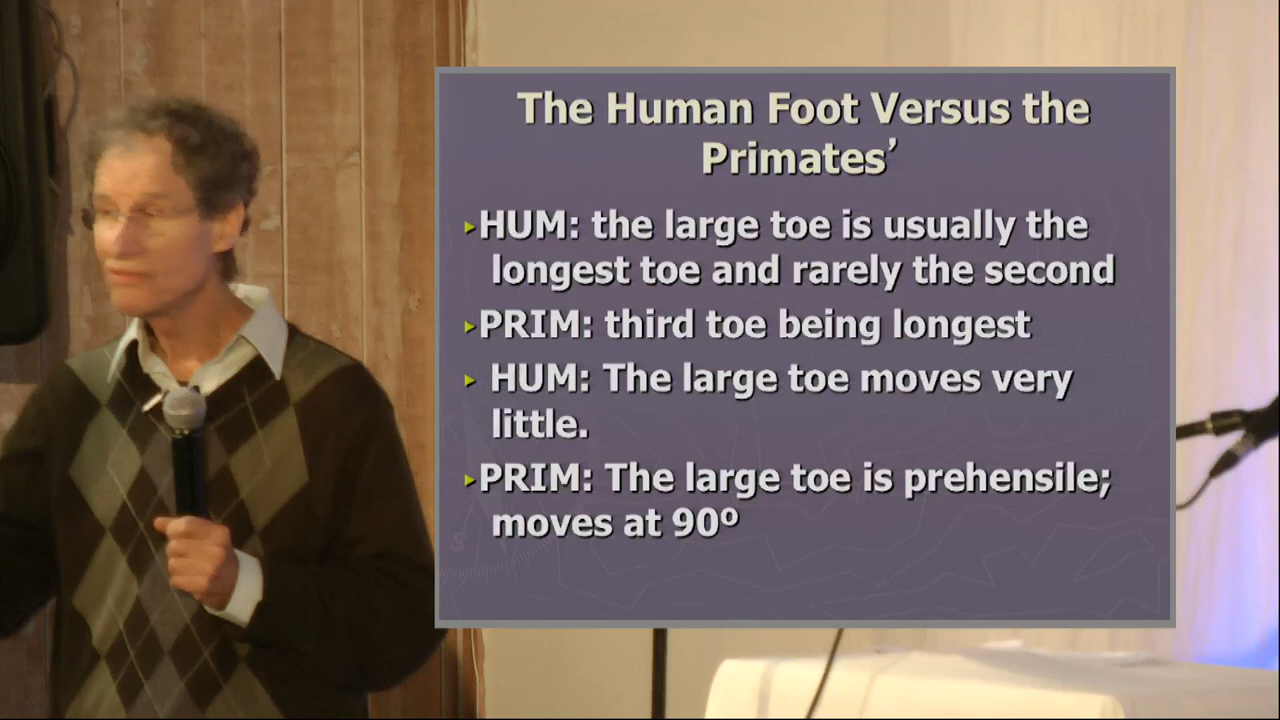 The Human Foot Versus the
Primates’
HUM: the large toe is usually the
longest toe and rarely the second
PRIM: third toe being longest
HUM: The large toe moves very
little.
PRIM: The large toe is prehensile;
moves at 90º